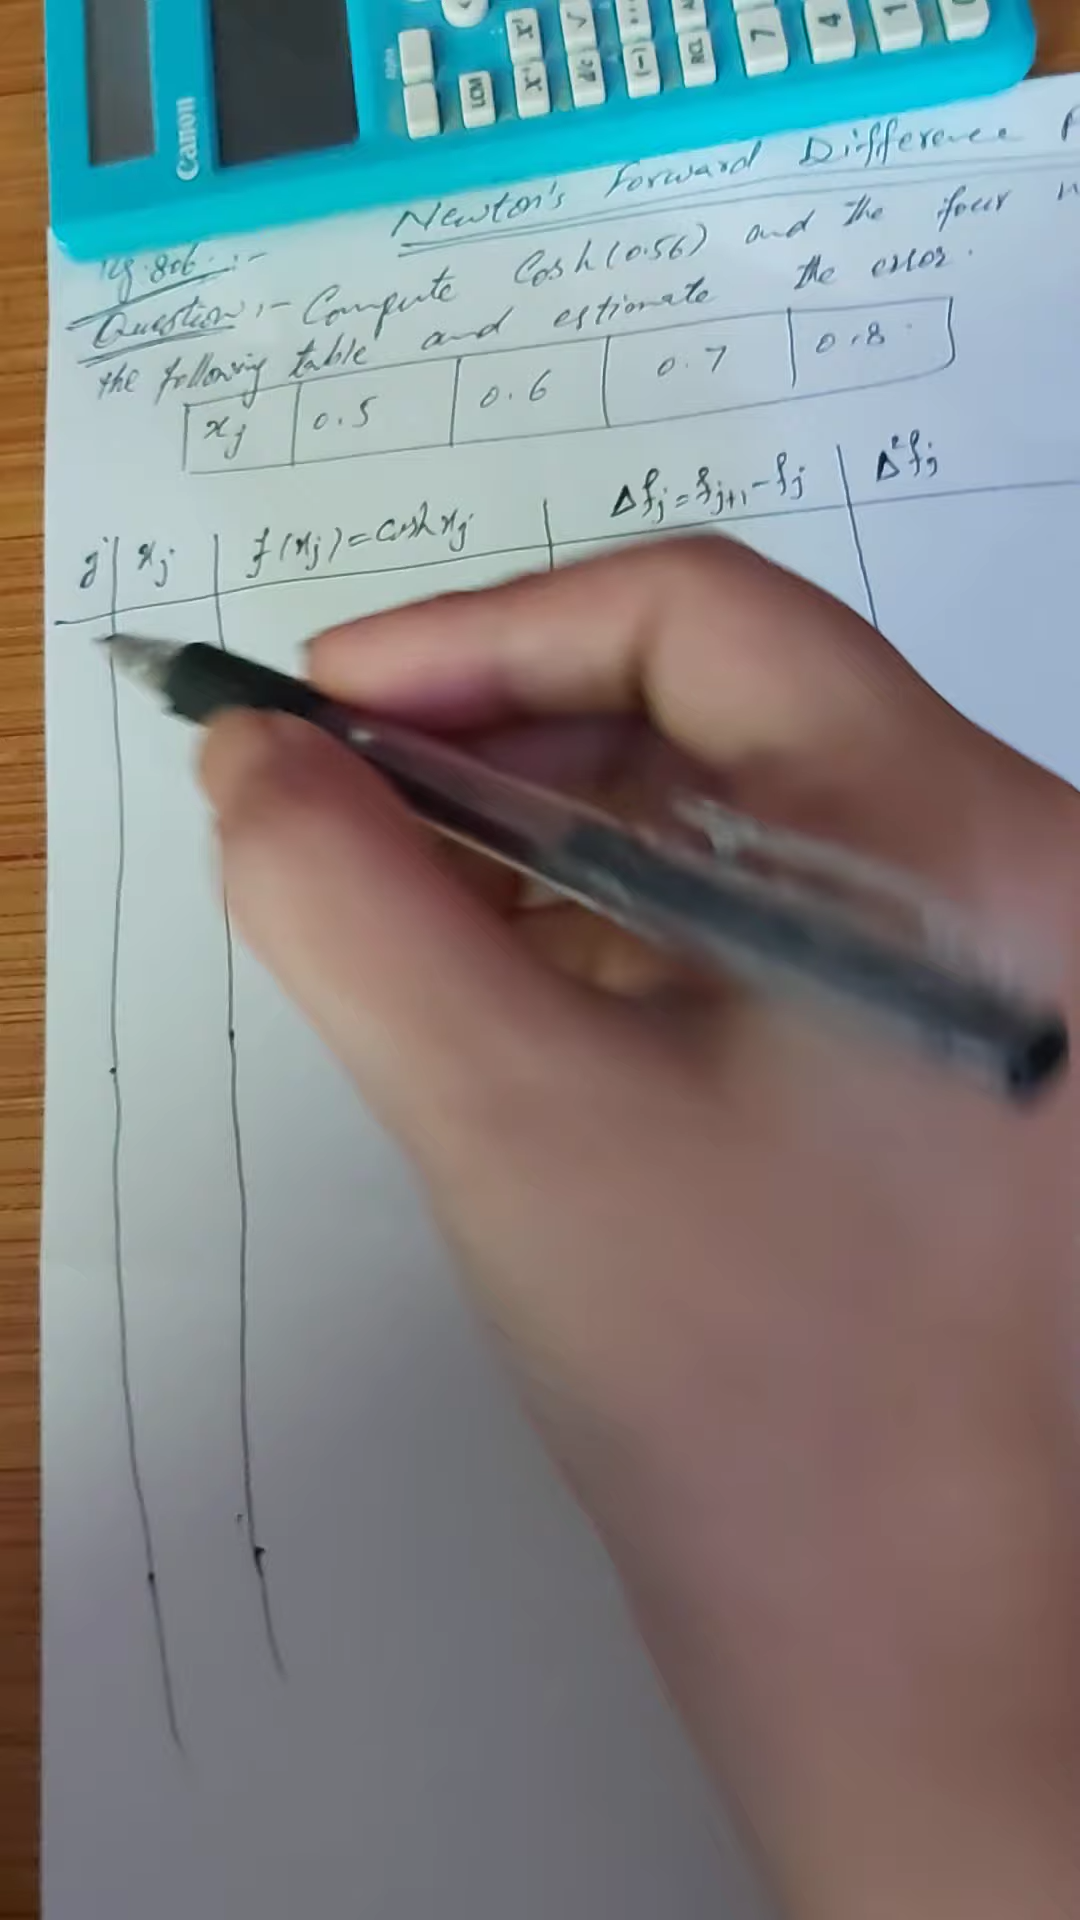 Canon
LCM
RCL
7
4
1
Newton's Forward Difference
Pg.806 :-
Question :- Compute Cosh(0.56) and the four
the following table and estimate the error.
xj | 0.5 | 0.6 | 0.7 | 0.8
j | xj | f(xj) = cosh xj | Δfj = fj+1 - fj | Δ²fj